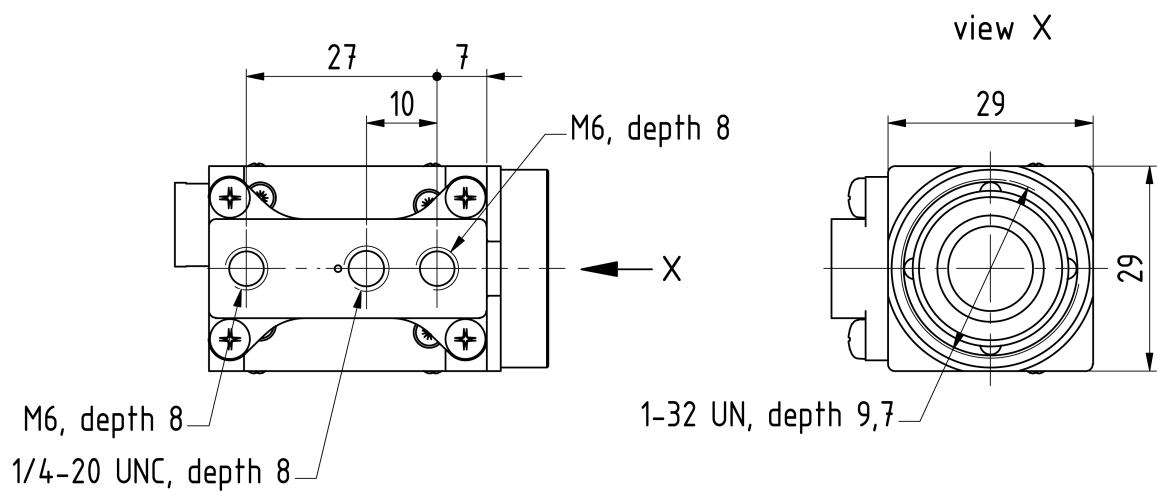 view X
27
7
10
M6, depth 8
29
X
29
M6, depth 8
1-32 UN, depth 9,7
1/4-20 UNC, depth 8